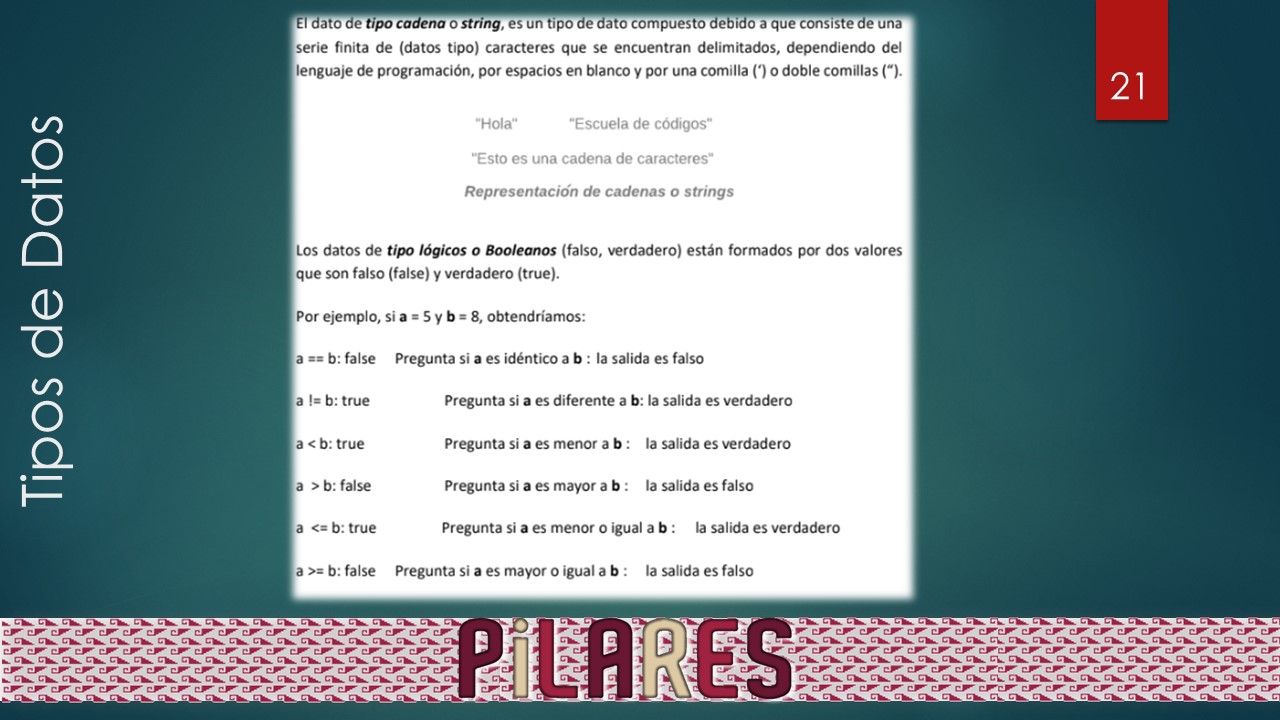 Tipos de Datos
21
El dato de tipo cadena o string, es un tipo de dato compuesto debido a que consiste de una
serie finita de (datos tipo) caracteres que se encuentran delimitados, dependiendo del
lenguaje de programación, por espacios en blanco y por una comilla (‘) o doble comillas (“).
"Hola" "Escuela de códigos"
"Esto es una cadena de caracteres"
Representación de cadenas o strings
Los datos de tipo lógicos o Booleanos (falso, verdadero) están formados por dos valores
que son falso (false) y verdadero (true).
Por ejemplo, si a = 5 y b = 8, obtendríamos:
a == b: false Pregunta si a es idéntico a b : la salida es falso
a != b: true Pregunta si a es diferente a b: la salida es verdadero
a < b: true Pregunta si a es menor a b : la salida es verdadero
a > b: false Pregunta si a es mayor a b : la salida es falso
a <= b: true Pregunta si a es menor o igual a b : la salida es verdadero
a >= b: false Pregunta si a es mayor o igual a b : la salida es falso
PiLARES